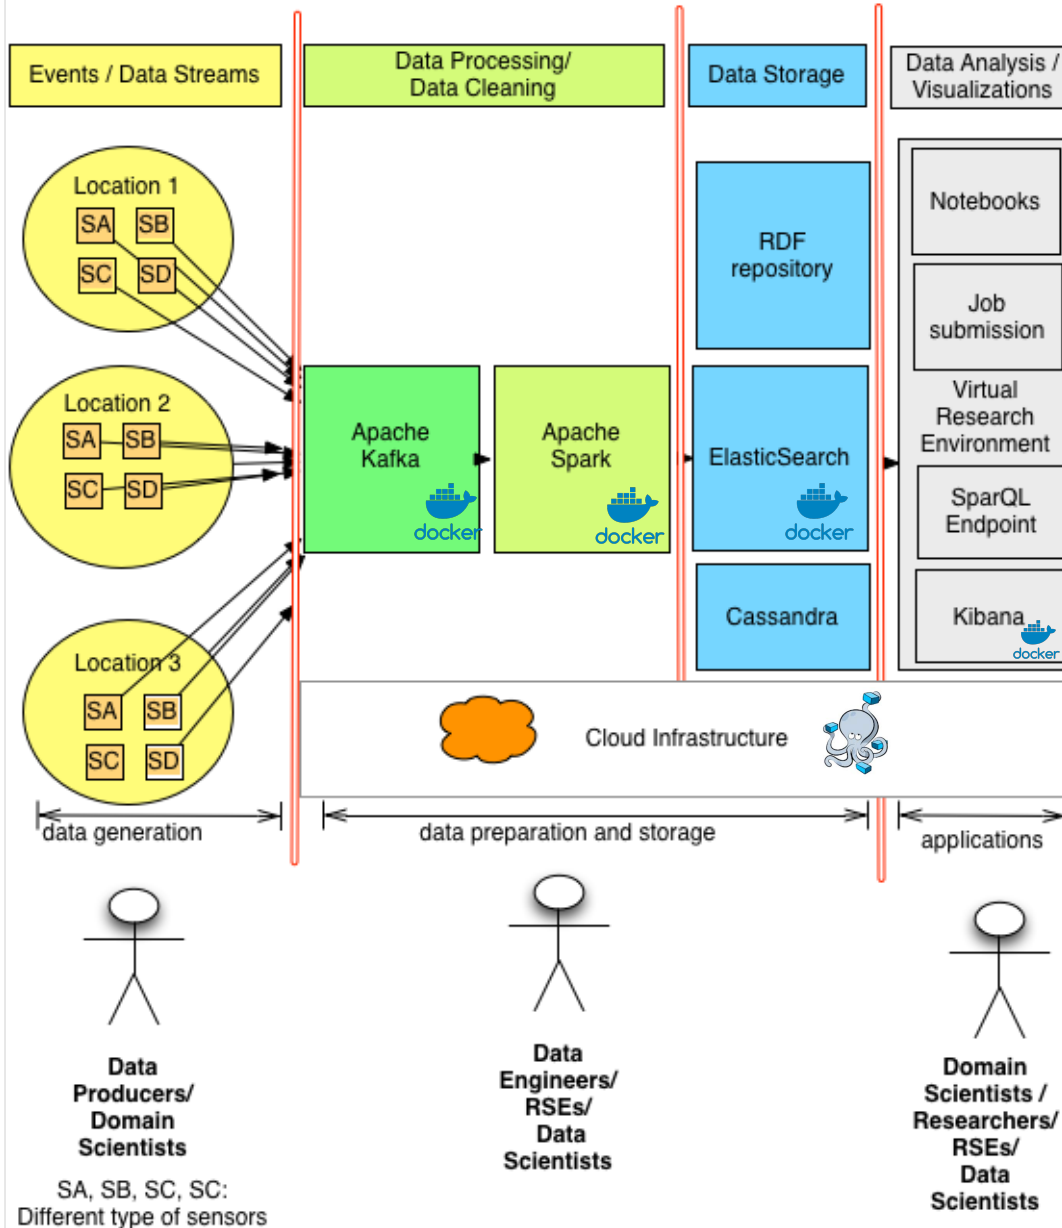 Events / Data Streams
Data Processing/
Data Cleaning
Data Storage
Data Analysis /
Visualizations
Location 1
SA
SB
SC
SD
Location 2
SA
SB
SC
SD
Location 3
SA
SB
SC
SD
Apache
Kafka
docker
Apache
Spark
docker
RDF
repository
ElasticSearch
docker
Cassandra
Notebooks
Job
submission
Virtual
Research
Environment
SparQL
Endpoint
Kibana
docker
Cloud Infrastructure
data generation
data preparation and storage
applications
Data
Producers/
Domain
Scientists
SA, SB, SC, SC:
Different type of sensors
Data
Engineers/
RSEs/
Data
Scientists
Domain
Scientists /
Researchers/
RSEs/
Data
Scientists